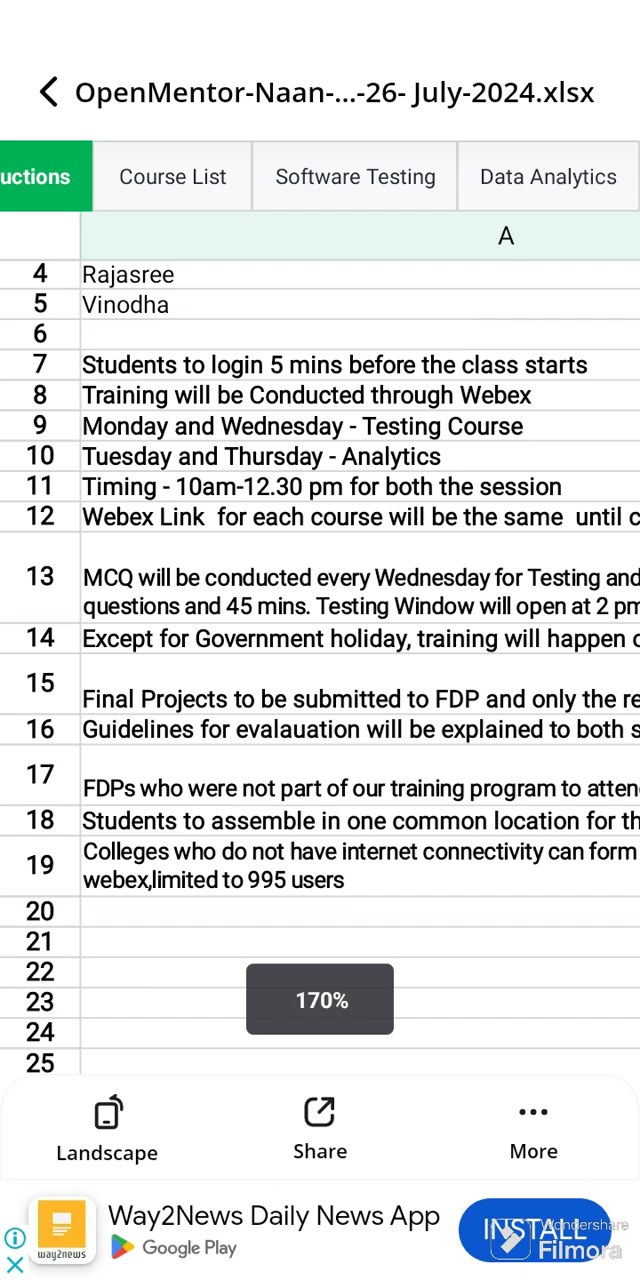 OpenMentor-Naan-...-26- July-2024.xlsx
uctions
Course List
Software Testing
Data Analytics
A
4 Rajasree
5 Vinodha
6
7 Students to login 5 mins before the class starts
8 Training will be Conducted through Webex
9 Monday and Wednesday - Testing Course
10 Tuesday and Thursday - Analytics
11 Timing - 10am-12.30 pm for both the session
12 Webex Link  for each course will be the same  until c
13 MCQ will be conducted every Wednesday for Testing and
questions and 45 mins. Testing Window will open at 2 pm
14 Except for Government holiday, training will happen o
15 Final Projects to be submitted to FDP and only the re
16 Guidelines for evalauation will be explained to both s
17 FDPs who were not part of our training program to atten
18 Students to assemble in one common location for th
19 Colleges who do not have internet connectivity can form
webex,limited to 995 users
20
21
22
23
24
25
170%
Landscape
Share
More
way2news
Way2News Daily News App
Google Play
INSTALL
Wondershare
Filmora